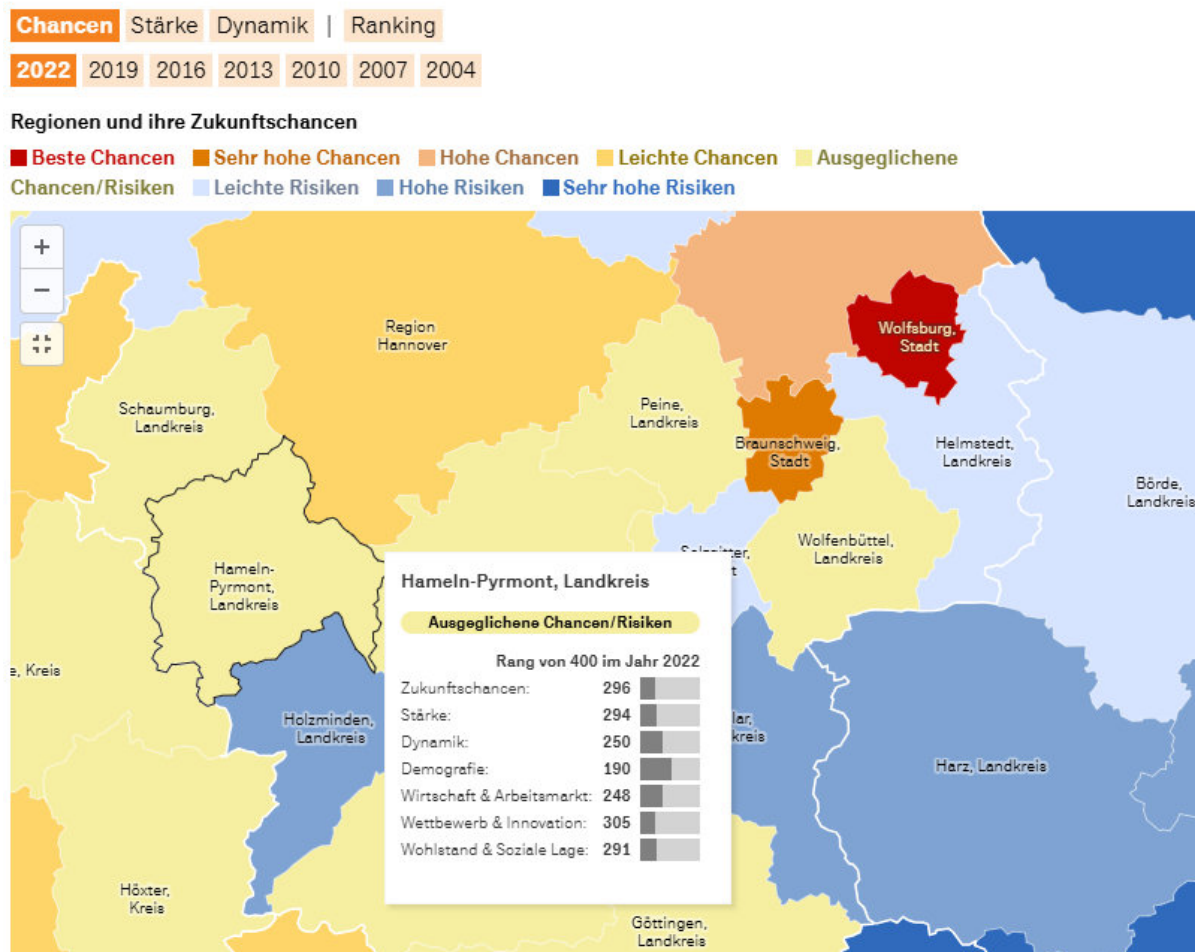 Chancen Stärke Dynamik | Ranking
2022 2019 2016 2013 2010 2007 2004
Regionen und ihre Zukunftschancen
Beste Chancen Sehr hohe Chancen Hohe Chancen Leichte Chancen Ausgeglichene
Chancen/Risiken Leichte Risiken Hohe Risiken Sehr hohe Risiken
+
−
Region
Hannover
Wolfsburg,
Stadt
Schaumburg,
Landkreis
Peine,
Landkreis
Braunschweig,
Stadt
Helmstedt,
Landkreis
Börde,
Landkreis
Wolfenbüttel,
Landkreis
Hameln-
Pyrmont,
Landkreis
Hameln-Pyrmont, Landkreis
Ausgeglichene Chancen/Risiken
Rang von 400 im Jahr 2022
Zukunftschancen: 296
Stärke: 294
Dynamik: 250
Demografie: 190
Wirtschaft & Arbeitsmarkt: 248
Wettbewerb & Innovation: 305
Wohlstand & Soziale Lage: 291
e, Kreis
Holzminden,
Landkreis
lar,
kreis
Harz, Landkreis
Höxter,
Kreis
Göttingen,
Landkreis